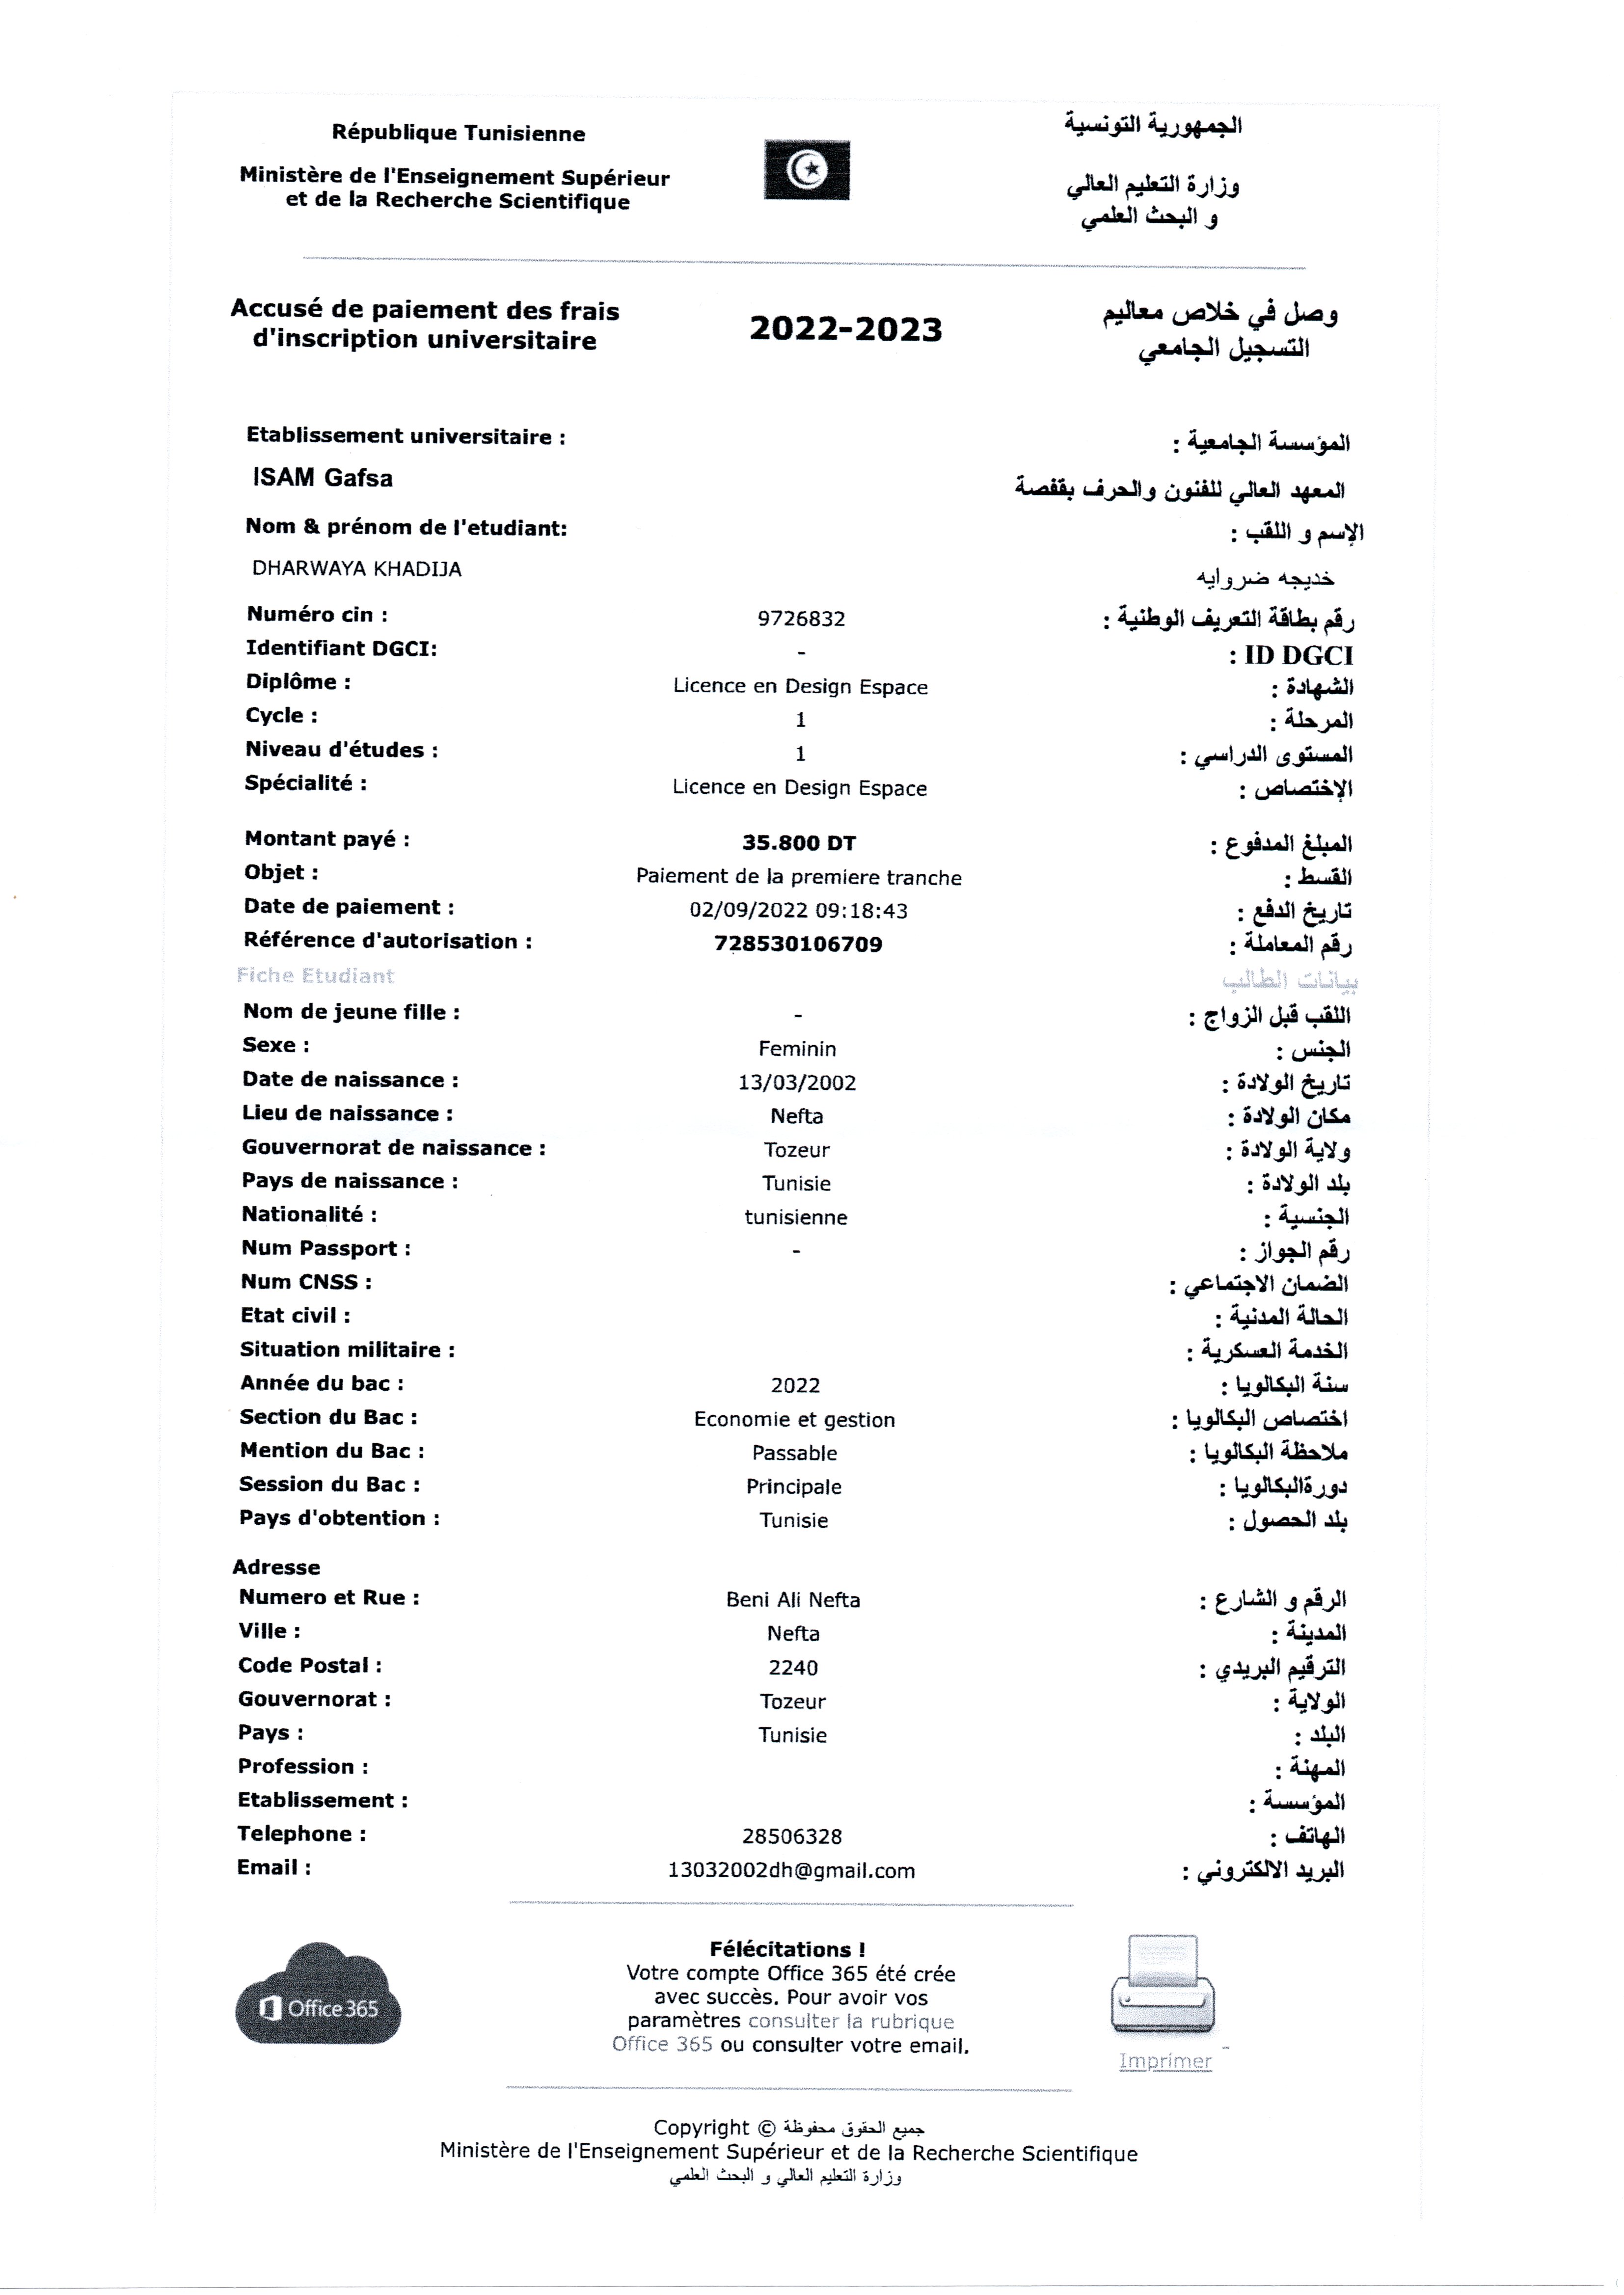 République Tunisienne
الجمهورية التونسية
Ministère de l'Enseignement Supérieur
et de la Recherche Scientifique
وزارة التعليم العالي
و البحث العلمي
Accusé de paiement des frais
d'inscription universitaire
2022-2023
وصل في خلاص معاليم
التسجيل الجامعي
Etablissement universitaire : المؤسسة الجامعية :
ISAM Gafsa المعهد العالي للفنون والحرف بقفصة
Nom & prénom de l'etudiant: الإسم و اللقب :
DHARWAYA KHADIJA خديجه ضروايه
Numéro cin : 9726832 رقم بطاقة التعريف الوطنية :
Identifiant DGCI: - ID DGCI :
Diplôme : Licence en Design Espace الشهادة :
Cycle : 1 المرحلة :
Niveau d'études : 1 المستوى الدراسي :
Spécialité : Licence en Design Espace الإختصاص :
Montant payé : 35.800 DT المبلغ المدفوع :
Objet : Paiement de la premiere tranche القسط :
Date de paiement : 02/09/2022 09:18:43 تاريخ الدفع :
Référence d'autorisation : 728530106709 رقم المعاملة :
Fiche Etudiant بيانات الطالب
Nom de jeune fille : - اللقب قبل الزواج :
Sexe : Feminin الجنس :
Date de naissance : 13/03/2002 تاريخ الولادة :
Lieu de naissance : Nefta مكان الولادة :
Gouvernorat de naissance : Tozeur ولاية الولادة :
Pays de naissance : Tunisie بلد الولادة :
Nationalité : tunisienne الجنسية :
Num Passport : - رقم الجواز :
Num CNSS : الضمان الاجتماعي :
Etat civil : الحالة المدنية :
Situation militaire : الخدمة العسكرية :
Année du bac : 2022 سنة البكالويا :
Section du Bac : Economie et gestion اختصاص البكالويا :
Mention du Bac : Passable ملاحظة البكالويا :
Session du Bac : Principale دورةالبكالويا :
Pays d'obtention : Tunisie بلد الحصول :
Adresse
Numero et Rue : Beni Ali Nefta الرقم و الشارع :
Ville : Nefta المدينة :
Code Postal : 2240 الترقيم البريدي :
Gouvernorat : Tozeur الولاية :
Pays : Tunisie البلد :
Profession : المهنة :
Etablissement : المؤسسة :
Telephone : 28506328 الهاتف :
Email : 13032002dh@gmail.com البريد الالكتروني :
Office 365
Félécitations !
Votre compte Office 365 été crée
avec succès. Pour avoir vos
paramètres consulter la rubrique
Office 365 ou consulter votre email.
Imprimer
Copyright © جميع الحقوق محفوظة
Ministère de l'Enseignement Supérieur et de la Recherche Scientifique
وزارة التعليم العالي و البحث العلمي